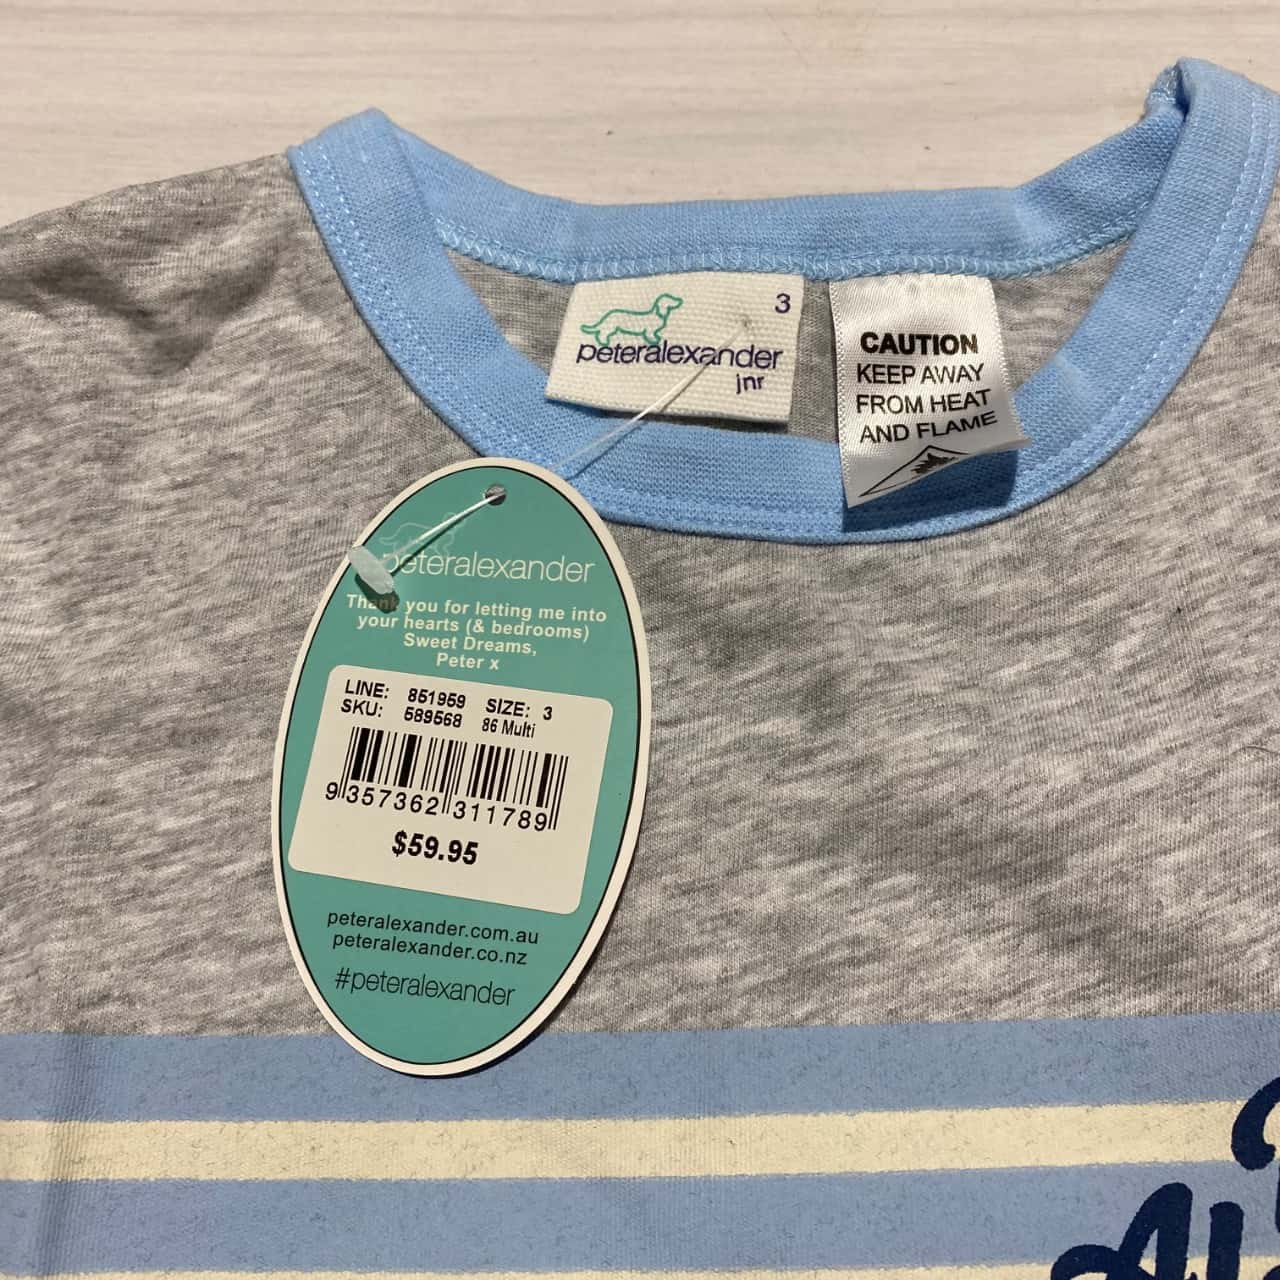 3
peteralexander
jnr
CAUTION
KEEP AWAY
FROM HEAT
AND FLAME
peteralexander
Thank you for letting me into
your hearts (& bedrooms)
Sweet Dreams,
Peter x
LINE: 851959 SIZE: 3
SKU: 589568 86 Multi
9 357362 311789
$59.95
peteralexander.com.au
peteralexander.co.nz
#peteralexander